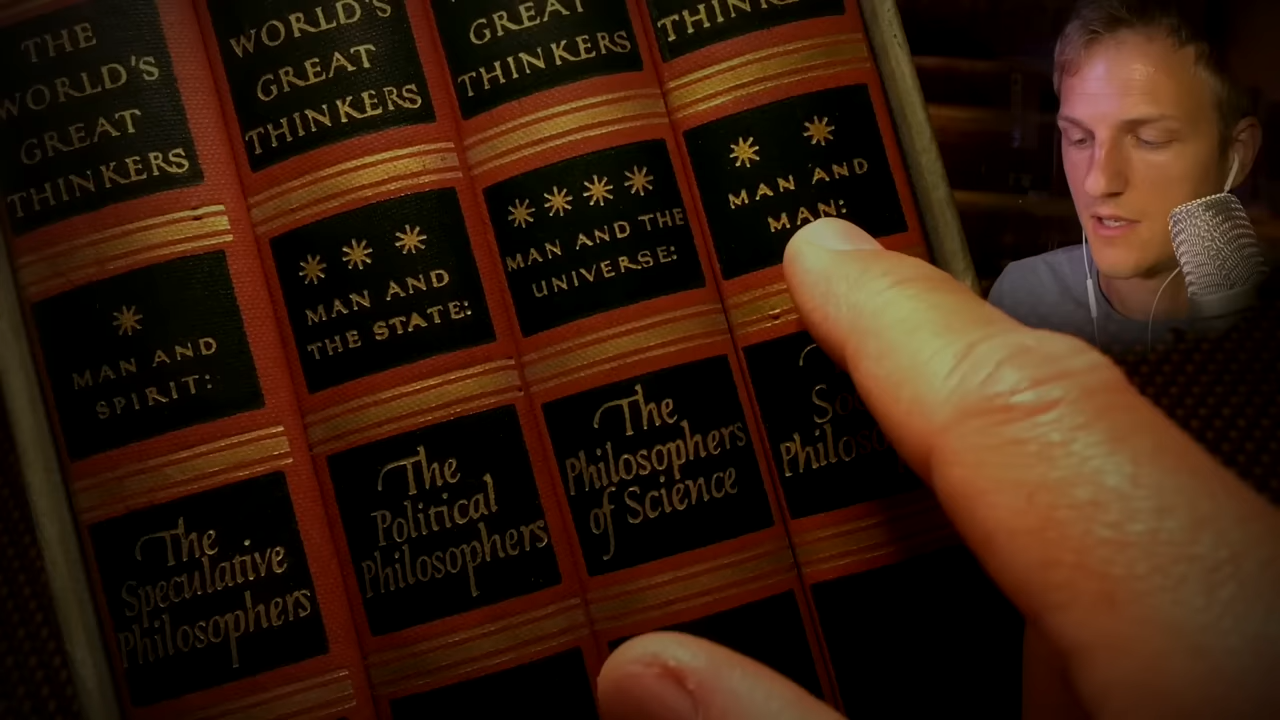 THE
WORLD'S
GREAT
THINKERS
MAN AND
SPIRIT:
The
Speculative
Philosophers
WORLD'S
GREAT
THINKERS
MAN AND
THE STATE:
The
Political
Philosophers
GREAT
THINKERS
MAN AND THE
UNIVERSE:
The
Philosophers
of Science
THINKERS
MAN AND
MAN: